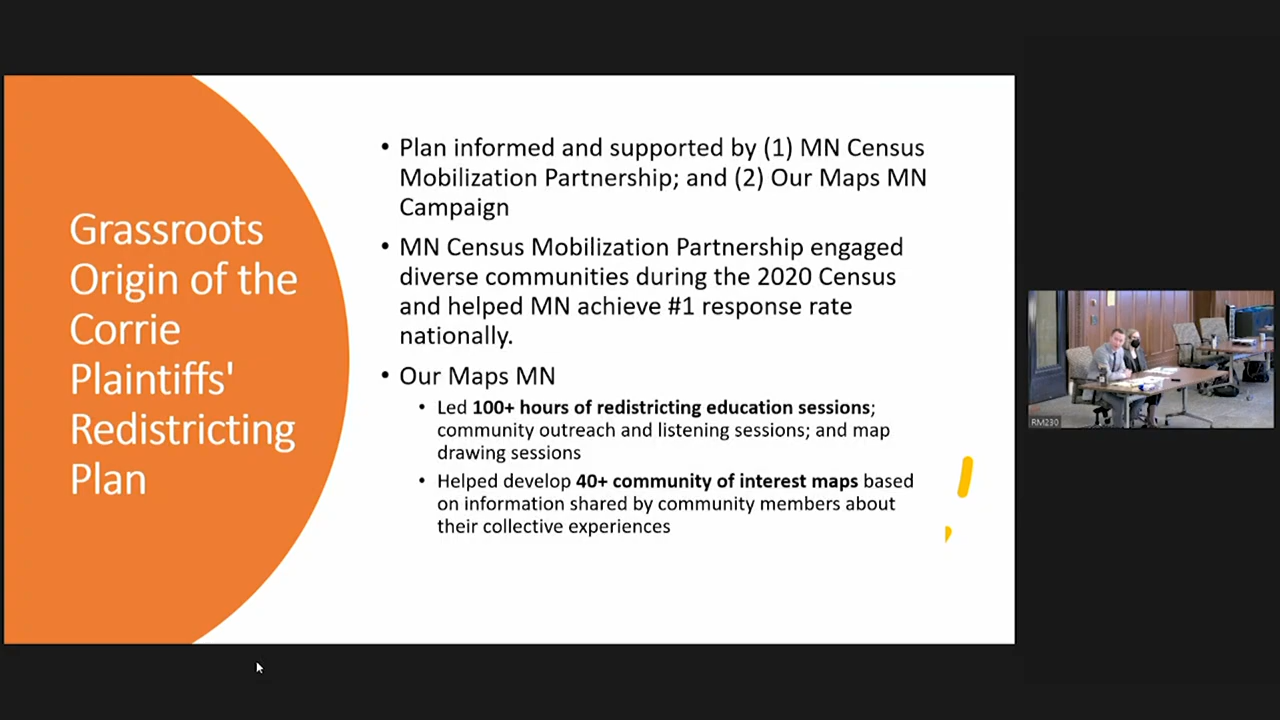 Grassroots
Origin of the
Corrie
Plaintiffs'
Redistricting
Plan
• Plan informed and supported by (1) MN Census
Mobilization Partnership; and (2) Our Maps MN
Campaign
• MN Census Mobilization Partnership engaged
diverse communities during the 2020 Census
and helped MN achieve #1 response rate
nationally.
• Our Maps MN
• Led 100+ hours of redistricting education sessions;
community outreach and listening sessions; and map
drawing sessions
• Helped develop 40+ community of interest maps based
on information shared by community members about
their collective experiences
RM230